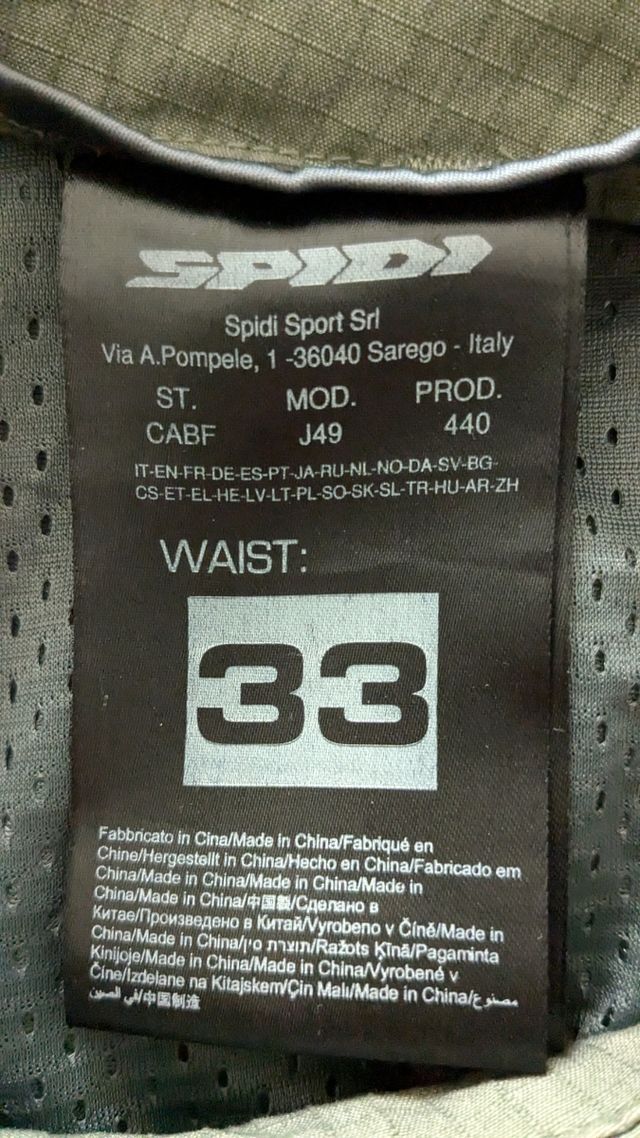 SPIDI
Spidi Sport Srl
Via A.Pompele, 1 -36040 Sarego - Italy
ST. MOD. PROD.
CABF J49 440
IT-EN-FR-DE-ES-PT-JA-RU-NL-NO-DA-SV-BG-
CS-ET-EL-HE-LV-LT-PL-SO-SK-SL-TR-HU-AR-ZH
WAIST:
33
Fabbricato in Cina/Made in China/Fabriqué en
Chine/Hergestellt in China/Hecho en China/Fabricado em
China/Made in China/Made in China/Made in
China/Made in China/中国製/Сделано в
Китае/Произведено в Китай/Vyrobeno v Číně/Made in
China/Made in China/תוצרת סין/Ražots Ķīnā/Pagaminta
Kinijoje/Made in China/Made in China/Vyrobené v
Číne/Izdelane na Kitajskem/Çin Malı/Made in China/مصنوع
في الصين/中国制造